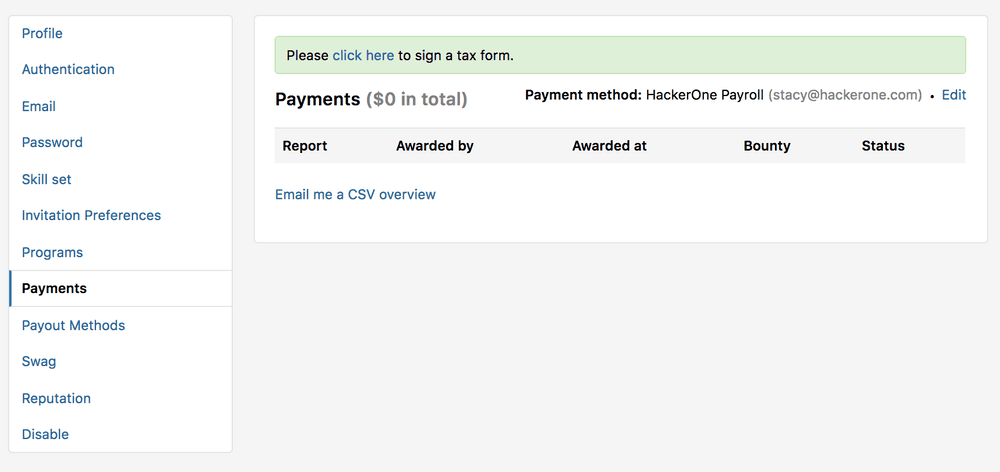 Profile
Authentication
Email
Password
Skill set
Invitation Preferences
Programs
Payments
Payout Methods
Swag
Reputation
Disable
Please click here to sign a tax form.
Payments ($0 in total)
Payment method: HackerOne Payroll (stacy@hackerone.com) • Edit
Report Awarded by Awarded at Bounty Status
Email me a CSV overview